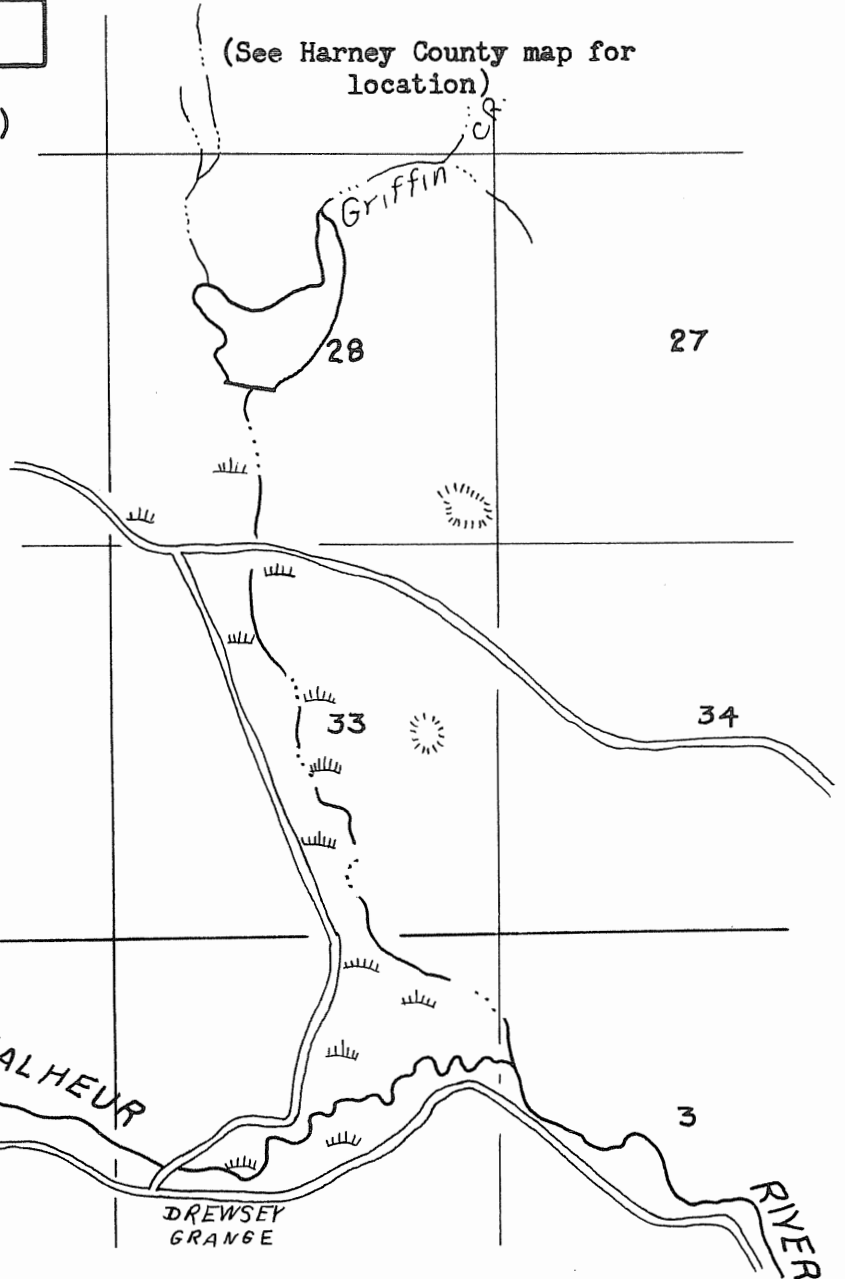 (See Harney County map for
location)
)
Griffin Cr.
28
27
33
34
ALHEUR
3
RIVER
DREWSEY
GRANGE